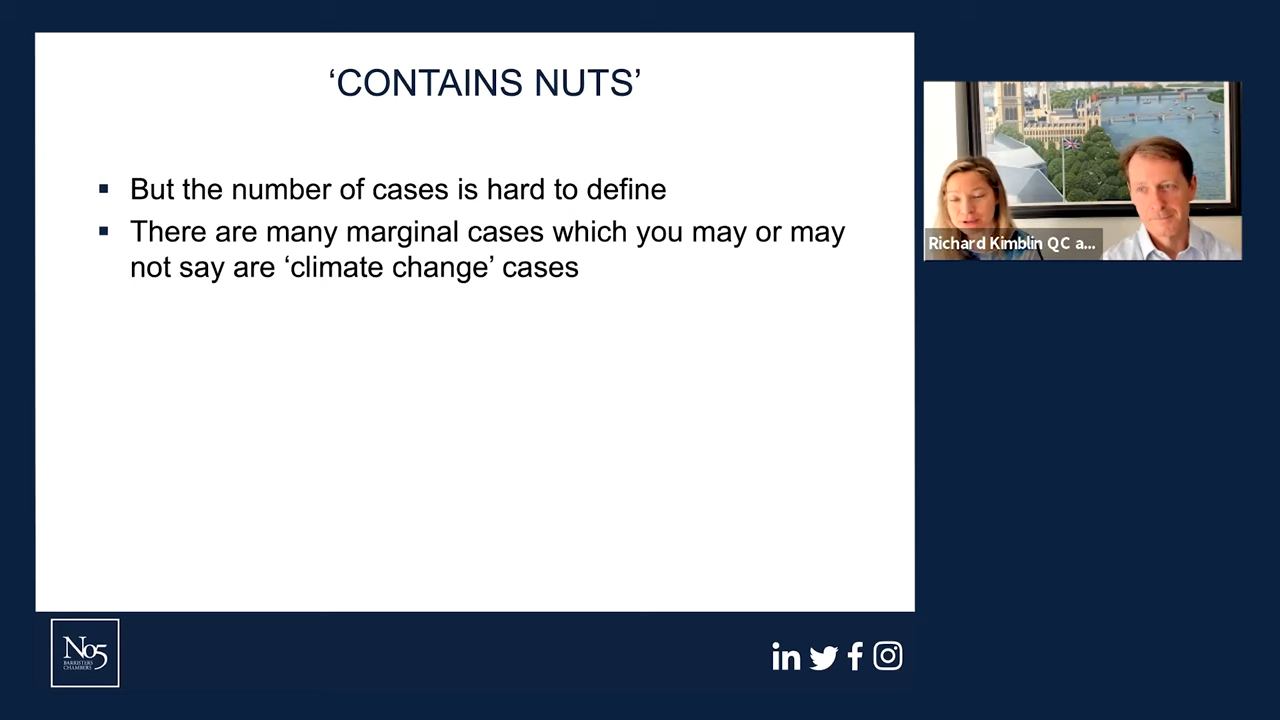 ‘CONTAINS NUTS’
But the number of cases is hard to define
There are many marginal cases which you may or may
not say are ‘climate change’ cases
Richard Kimblin QC a...
No5
BARRISTERS
CHAMBERS